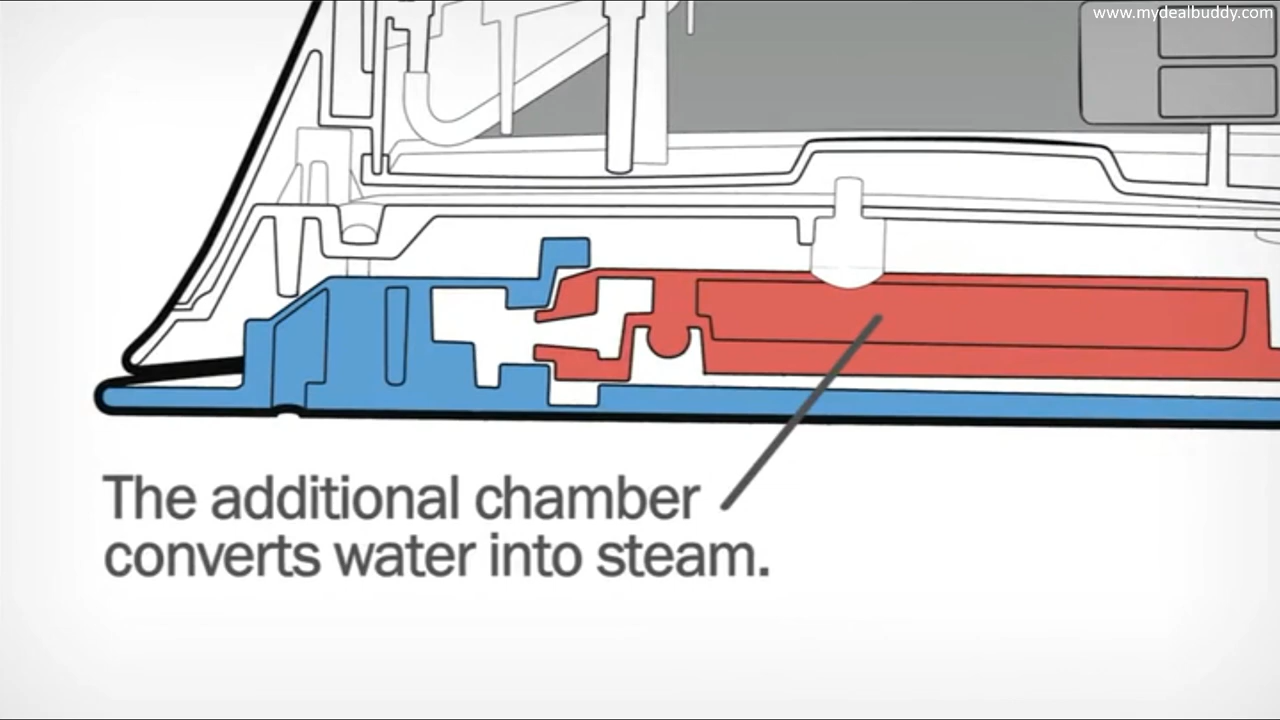 www.mydealbuddy.com
The additional chamber
converts water into steam.